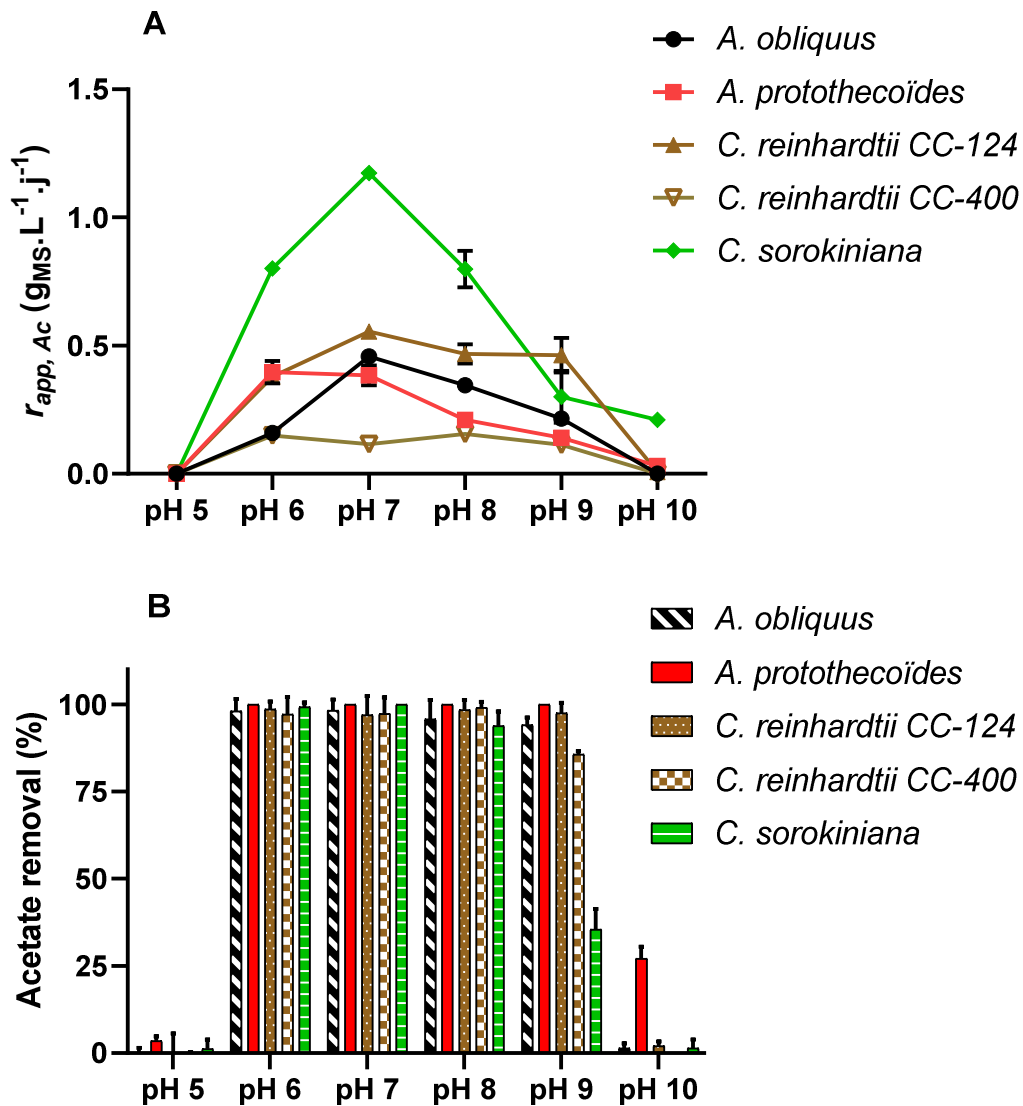 A
A. obliquus
A. protothecoïdes
C. reinhardtii CC-124
C. reinhardtii CC-400
C. sorokiniana
r_app, Ac (g_MS.L⁻¹.j⁻¹)
1.5
1.0
0.5
0.0
pH 5 pH 6 pH 7 pH 8 pH 9 pH 10
B
A. obliquus
A. protothecoïdes
C. reinhardtii CC-124
C. reinhardtii CC-400
C. sorokiniana
Acetate removal (%)
100
75
50
25
0
pH 5 pH 6 pH 7 pH 8 pH 9 pH 10